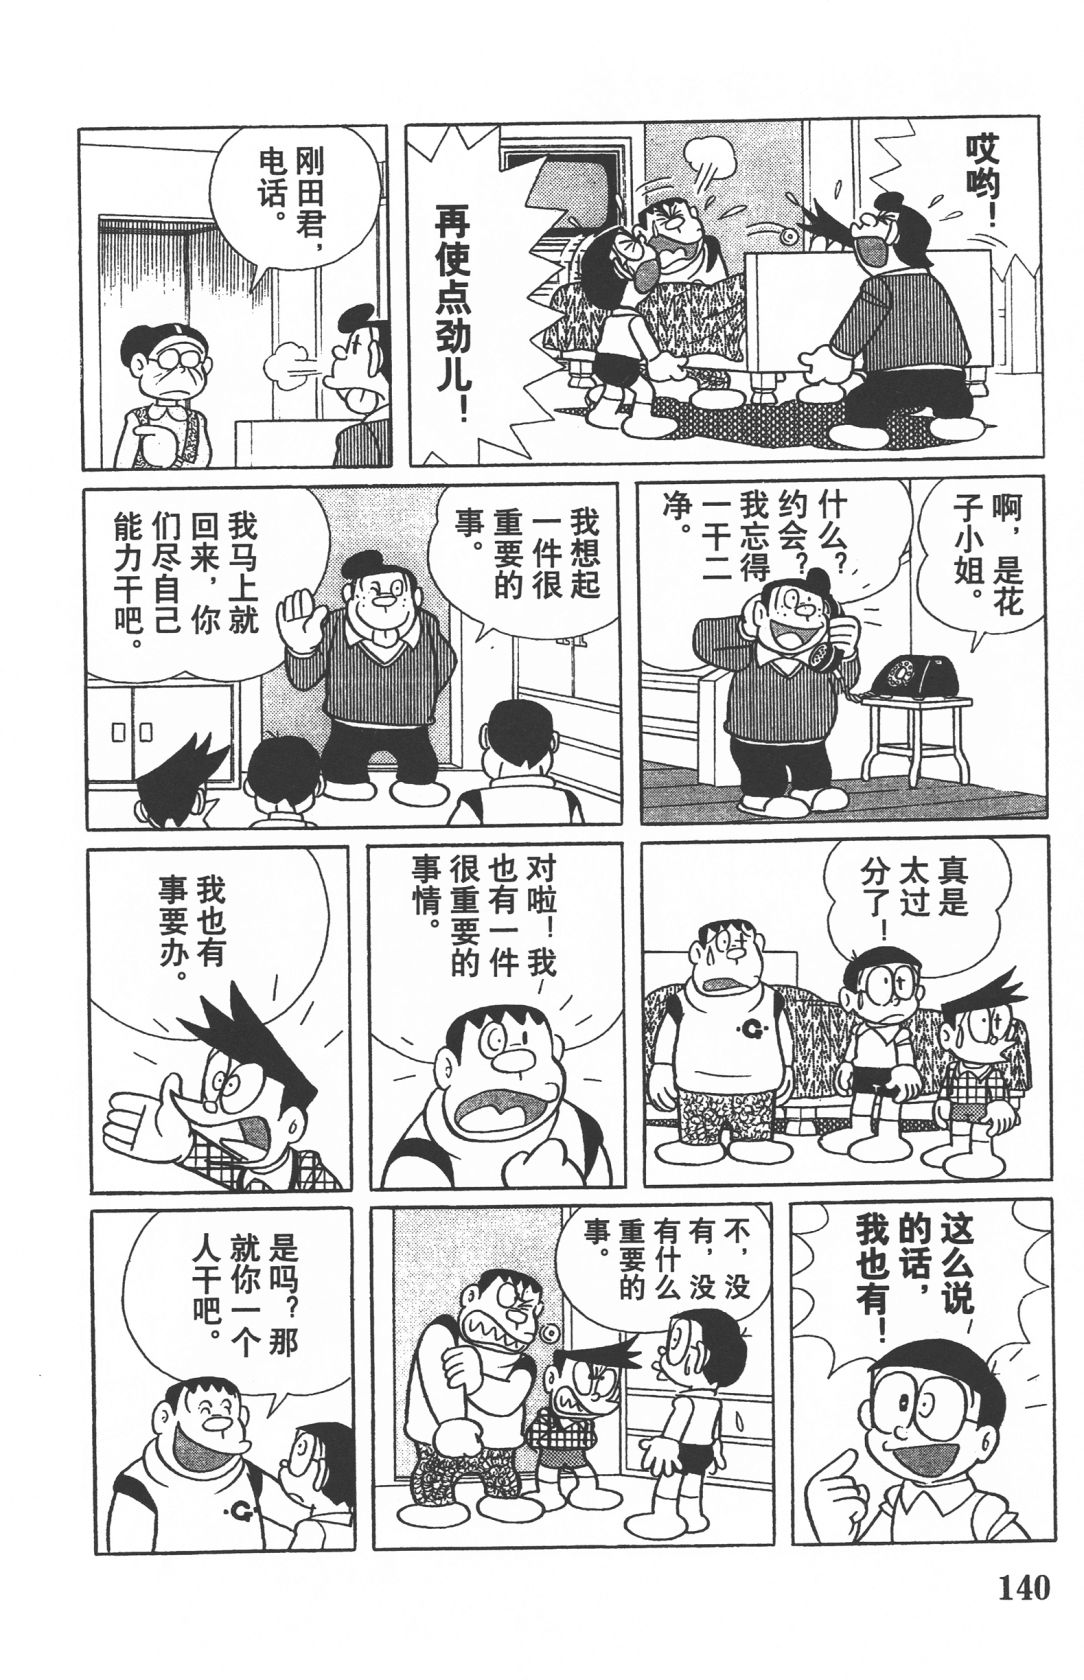 哎哟！
再使点劲儿！
刚田君，
电话。
啊，是花
子小姐。
什么？
约会？
我忘得
一干二
净。
我想起
一件很
重要的
事。
我马上就
回来，你
们尽自己
能力干吧。
真是
太过
分了！
对啦！我
也有一件
很重要的
事情。
我也有
事要办。
这么说
的话，
我也有！
不，没
有，没
有什么
重要的
事。
是吗？那
就你一个
人干吧。
140